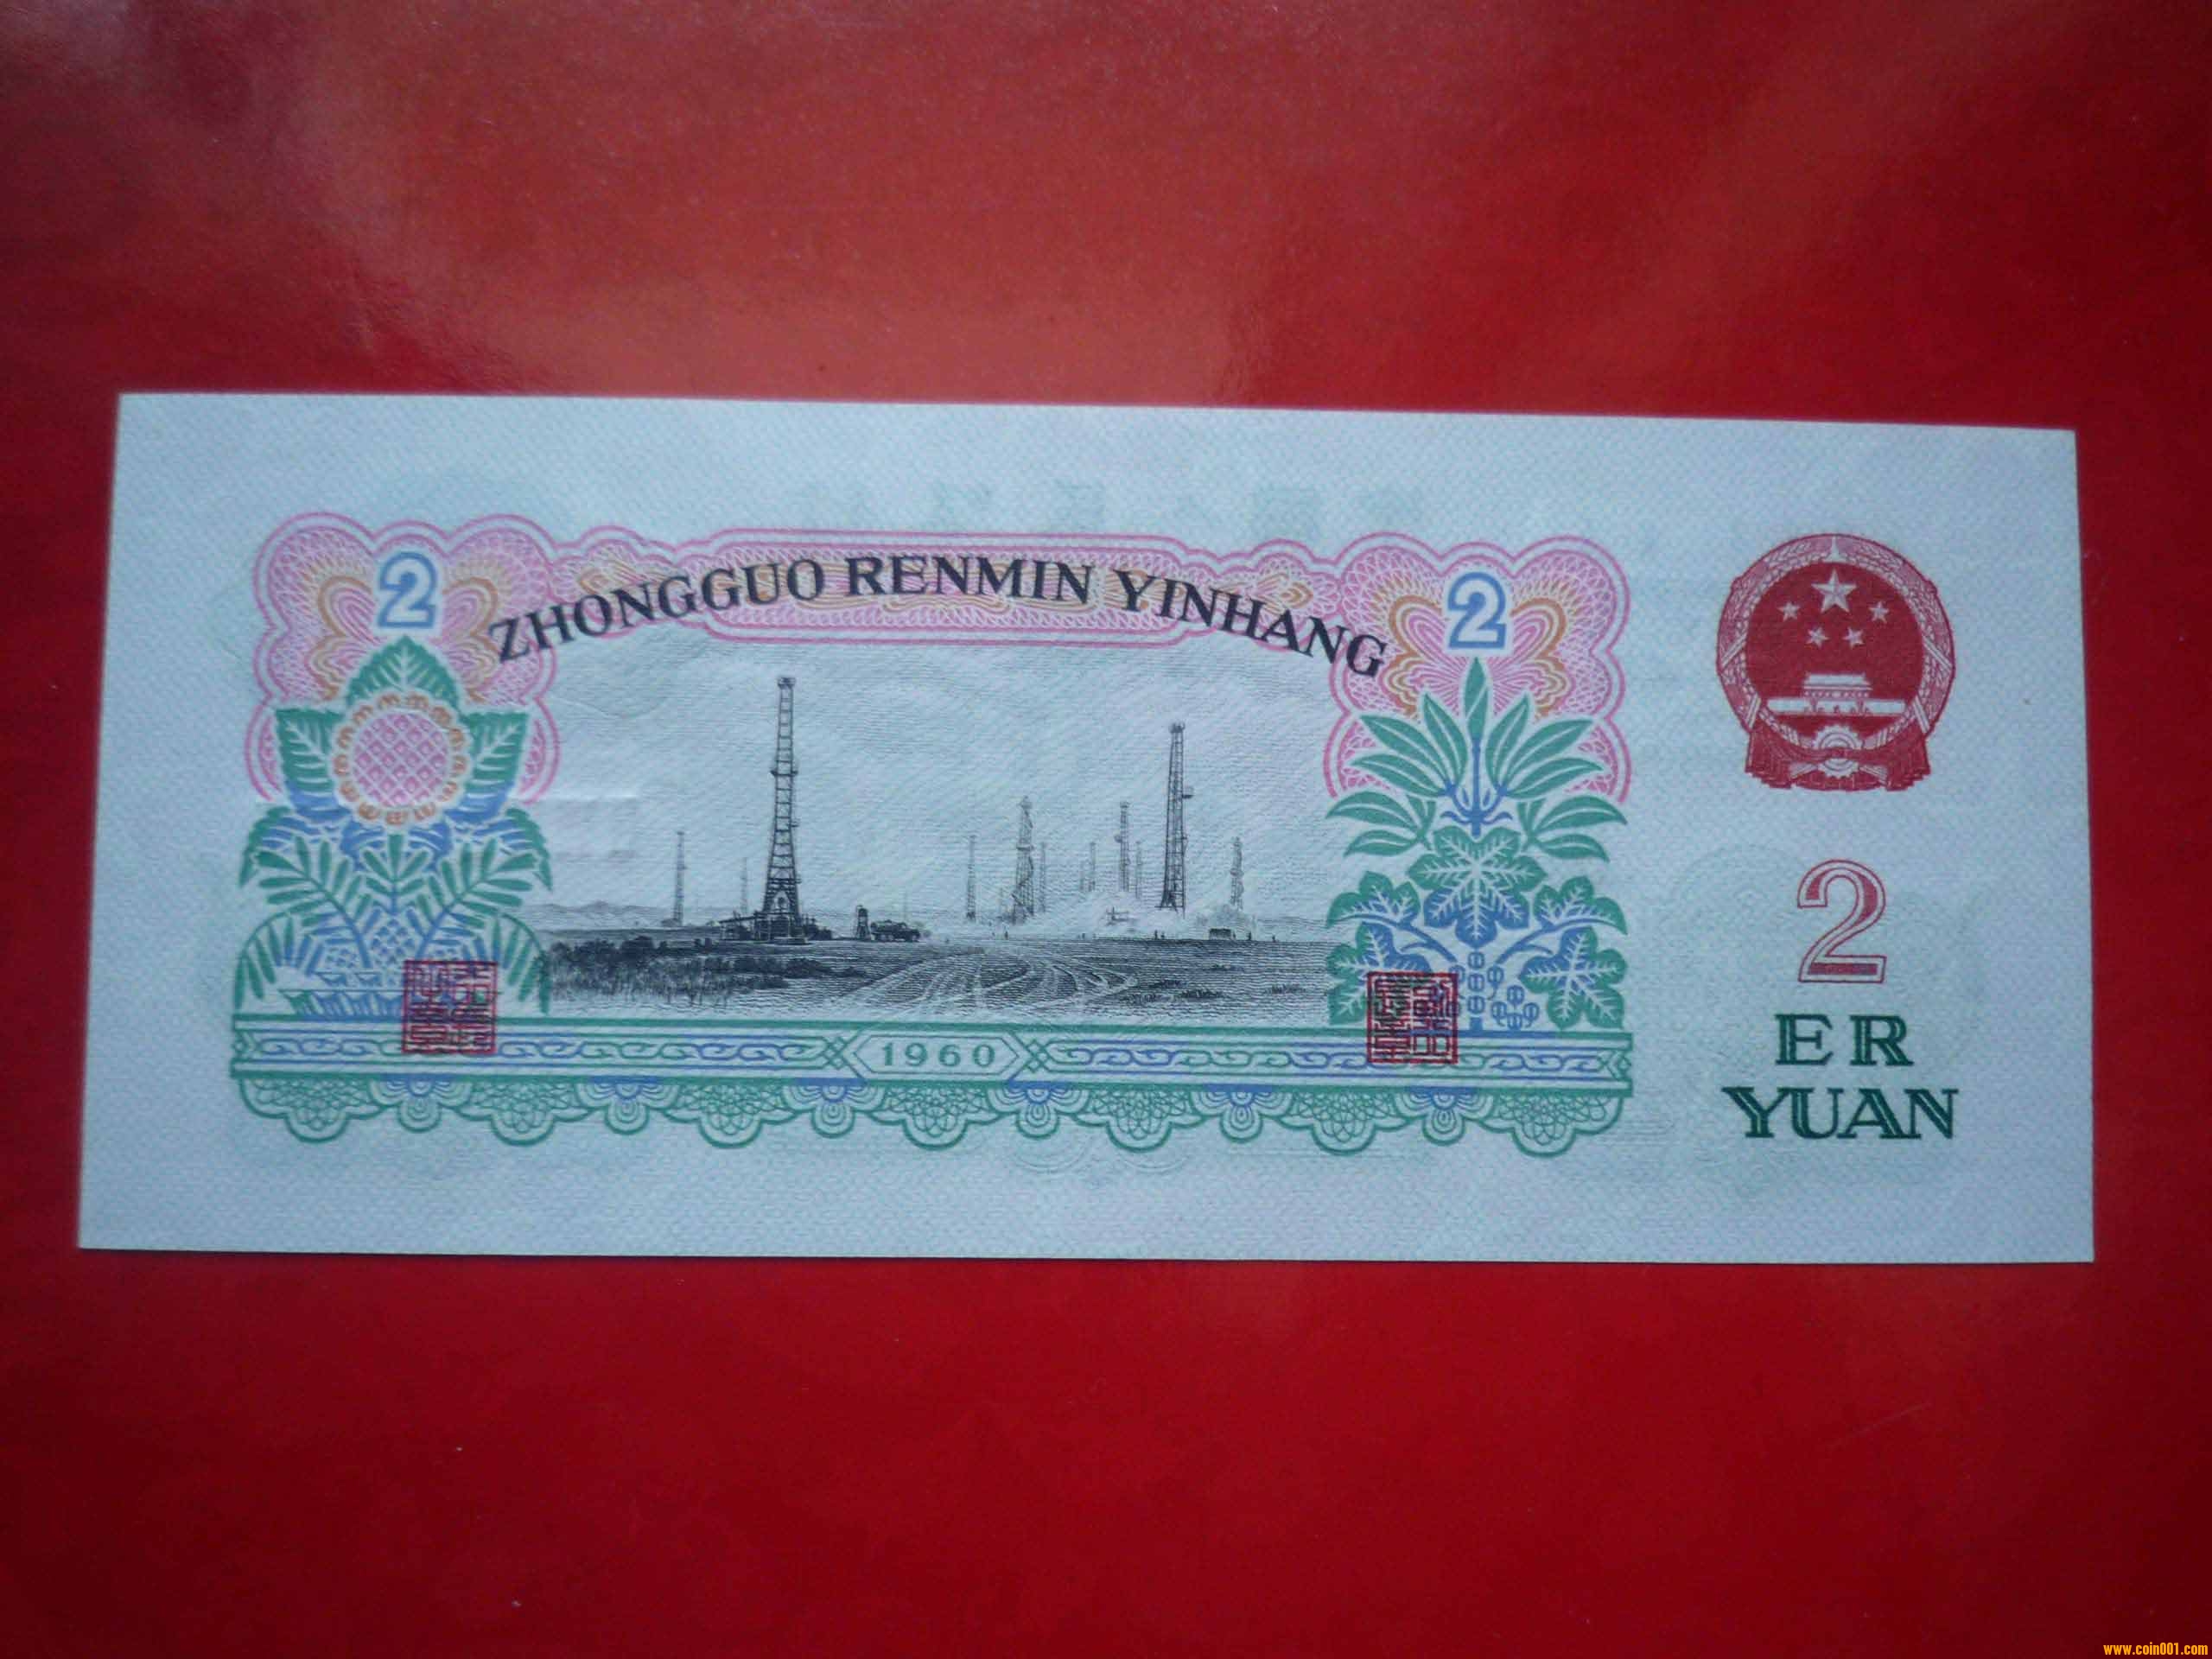 2
ZHONGGUO RENMIN YINHANG
2
1960
2
ER
YUAN
www.coin001.com